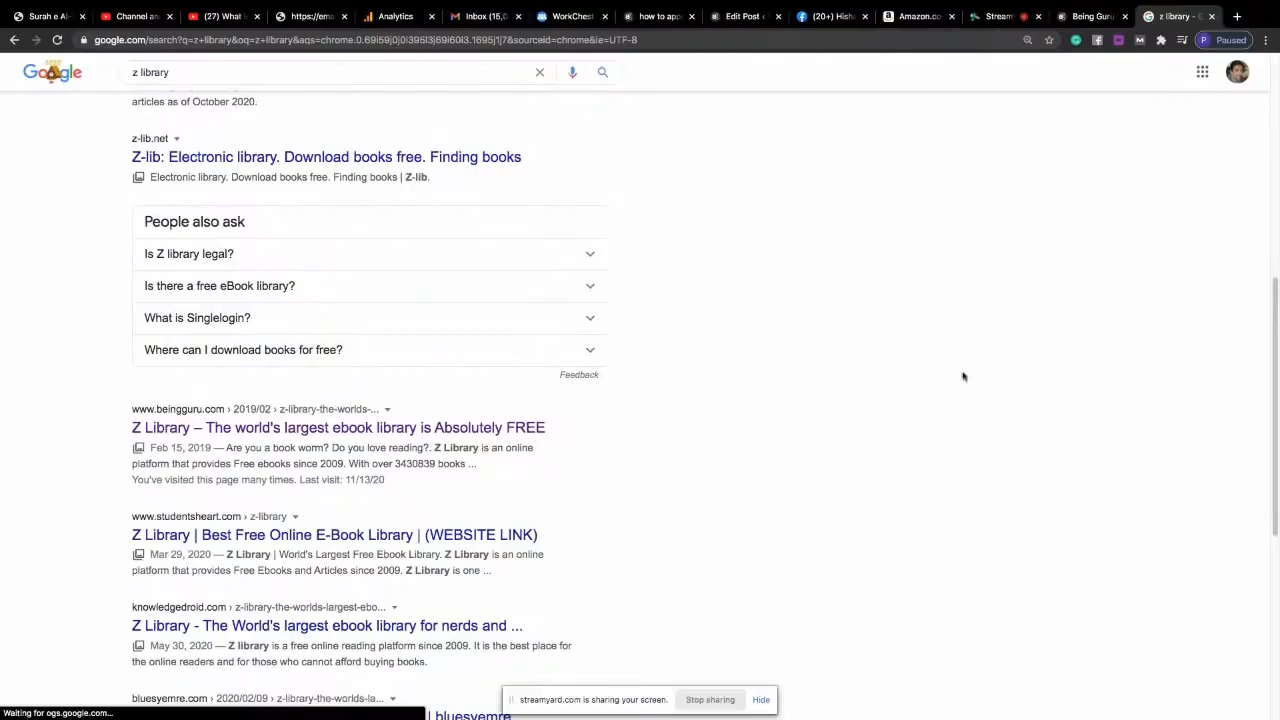 Surah e Al-
Channel an
(27) What i
https://ema
Analytics
Inbox (15,0
WorkChest
how to app
Edit Post
(20+) Hisha
Amazon.co
Stream
Being Guru
z library - G
google.com/search?q=z+library&oq=z+library&aqs=chrome.0.69i59j0j0i395l3j69i60l3.1695j1j7&sourceid=chrome&ie=UTF-8
P Paused
Google
z library
articles as of October 2020.
z-lib.net
Z-lib: Electronic library. Download books free. Finding books
Electronic library. Download books free. Finding books | Z-lib.
People also ask
Is Z library legal?
Is there a free eBook library?
What is Singlelogin?
Where can I download books for free?
Feedback
www.beingguru.com › 2019/02 › z-library-the-worlds-...
Z Library – The world's largest ebook library is Absolutely FREE
Feb 15, 2019 — Are you a book worm? Do you love reading?. Z Library is an online
platform that provides Free ebooks since 2009. With over 3430839 books ...
You've visited this page many times. Last visit: 11/13/20
www.studentsheart.com › z-library
Z Library | Best Free Online E-Book Library | (WEBSITE LINK)
Mar 29, 2020 — Z Library | World's Largest Free Ebook Library. Z Library is an online
platform that provides Free Ebooks and Articles since 2009. Z Library is one ...
knowledgedroid.com › z-library-the-worlds-largest-ebo...
Z Library - The World's largest ebook library for nerds and ...
May 30, 2020 — Z library is a free online reading platform since 2009. It is the best place for
the online readers and for those who cannot afford buying books.
bluesyemre.com › 2020/02/09 › z-library-the-worlds-la...
| bluesyemre
streamyard.com is sharing your screen.
Stop sharing
Hide
Waiting for ogs.google.com...